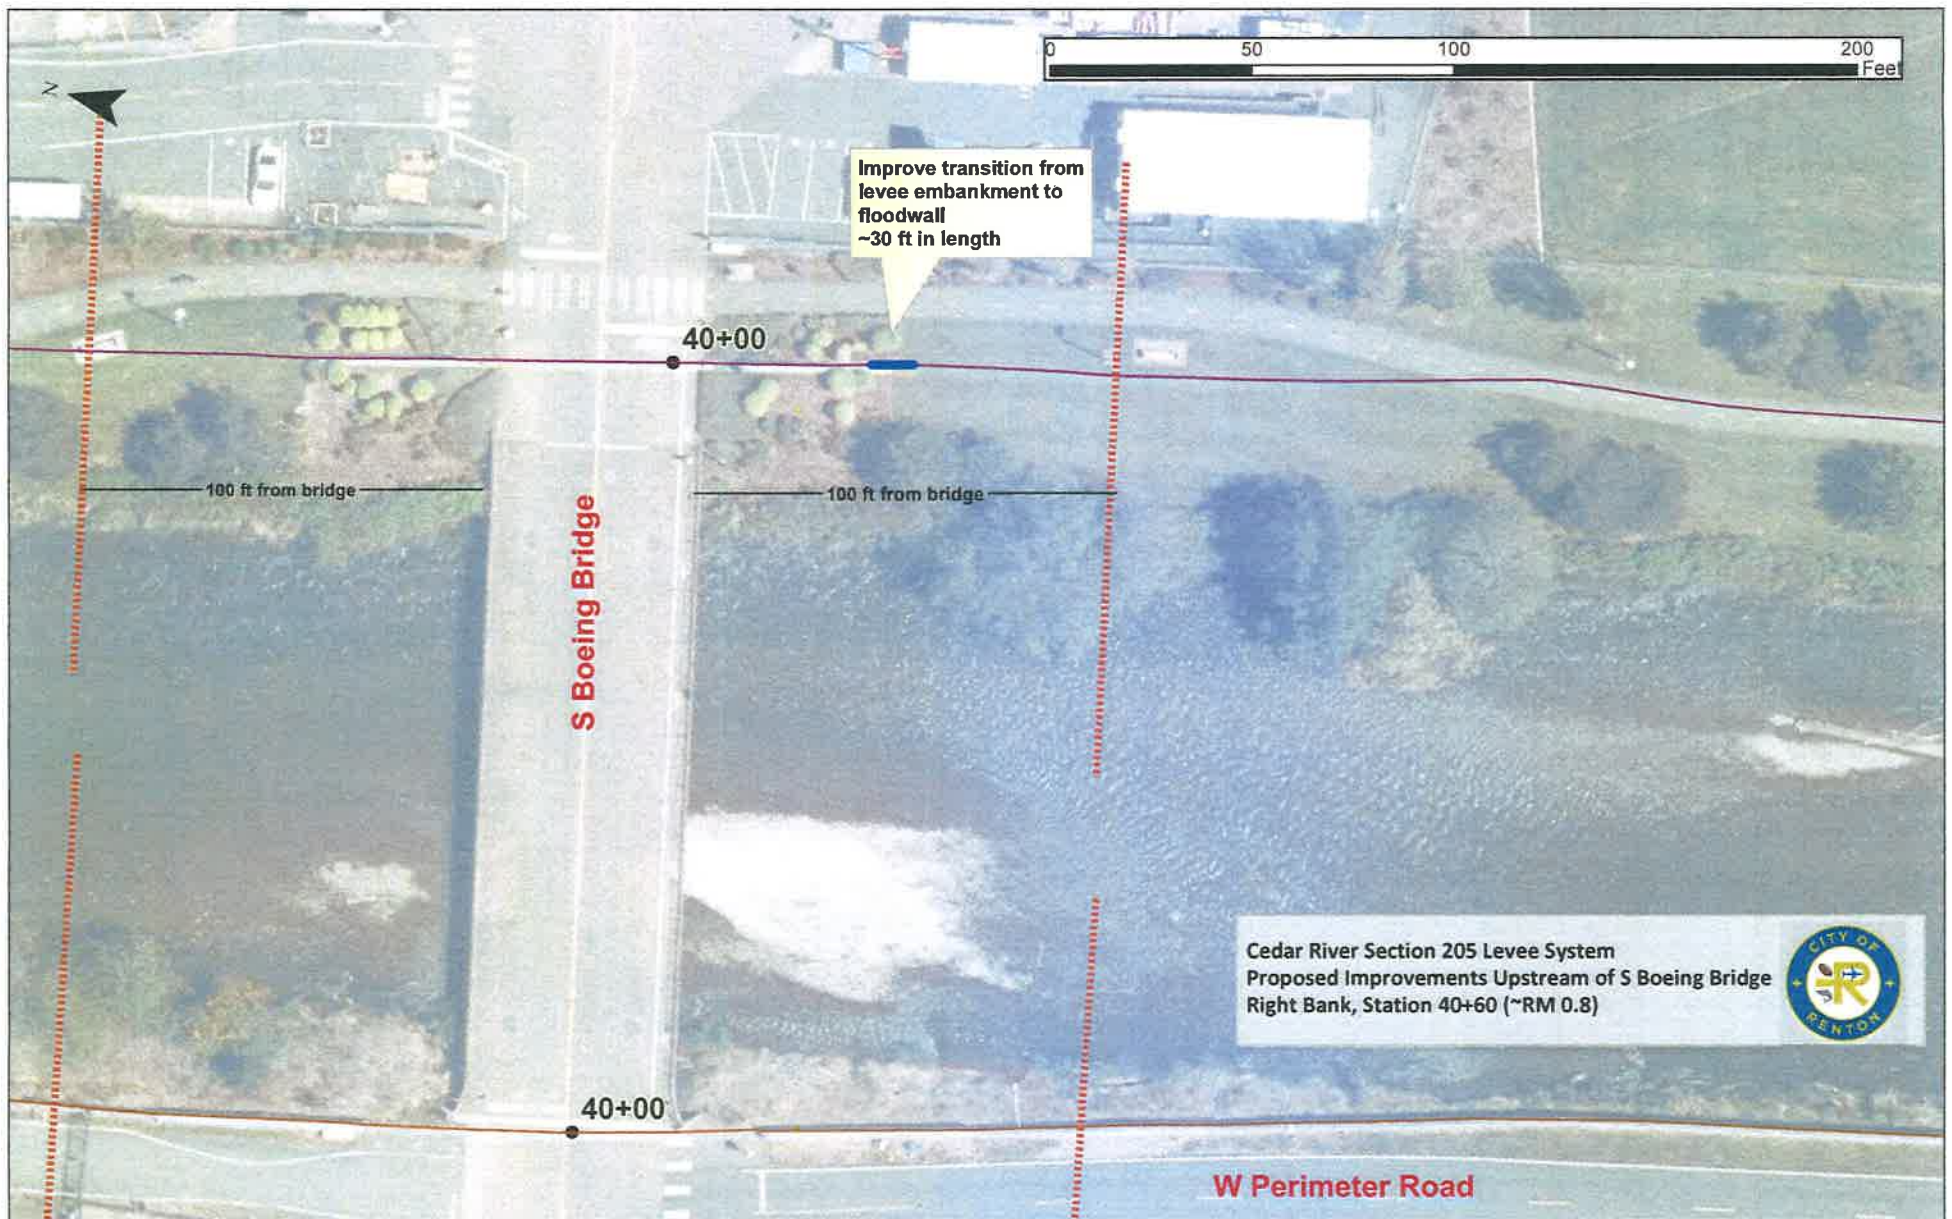 0 50 100 200
Feet
N
Improve transition from
levee embankment to
floodwall
~30 ft in length
40+00
100 ft from bridge
100 ft from bridge
S Boeing Bridge
Cedar River Section 205 Levee System
Proposed Improvements Upstream of S Boeing Bridge
Right Bank, Station 40+60 (~RM 0.8)
CITY OF
R
RENTON
40+00
W Perimeter Road